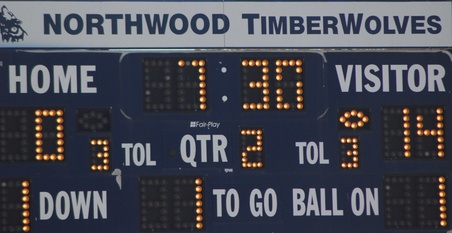 NORTHWOOD TIMBERWOLVES
HOME 7:30 VISITOR
Fair-Play
0 3 TOL QTR 2 TOL 3 14
1 DOWN 1 TO GO BALL ON 1